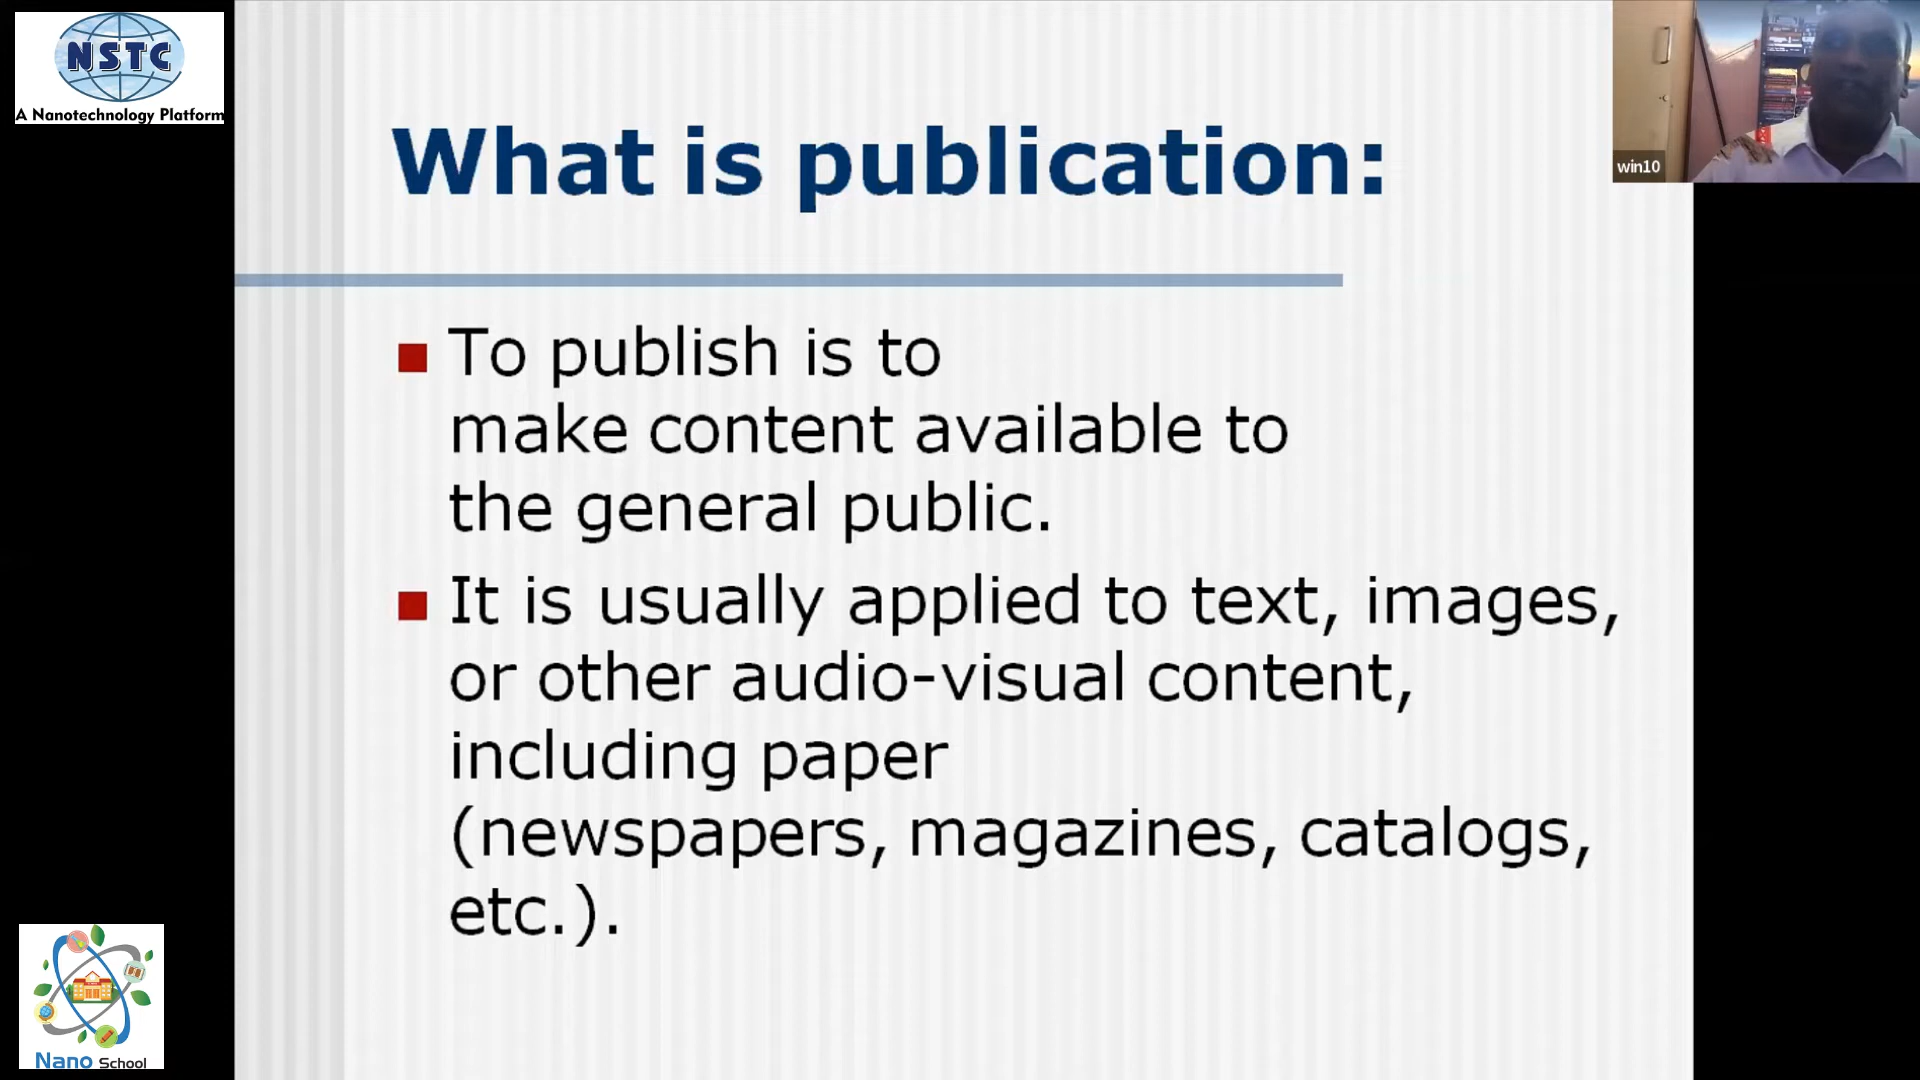 NSTC
A Nanotechnology Platform
What is publication:
win10
To publish is to
make content available to
the general public.
It is usually applied to text, images,
or other audio-visual content,
including paper
(newspapers, magazines, catalogs,
etc.).
Nano School